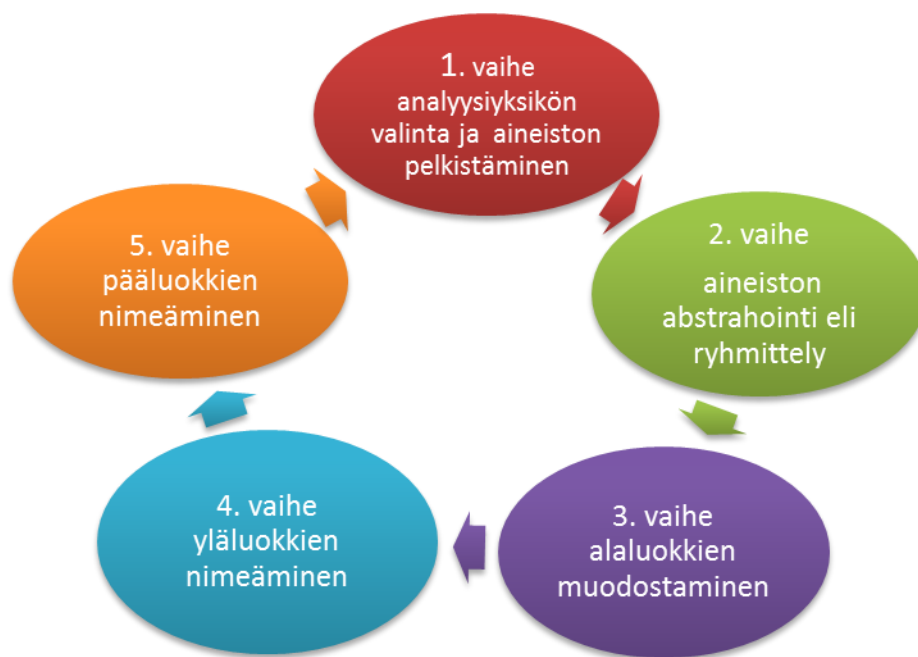 1. vaihe
analyysiyksikön
valinta ja aineiston
pelkistäminen
2. vaihe
aineiston
abstrahointi eli
ryhmittely
3. vaihe
alaluokkien
muodostaminen
4. vaihe
yläluokkien
nimeäminen
5. vaihe
pääluokkien
nimeäminen